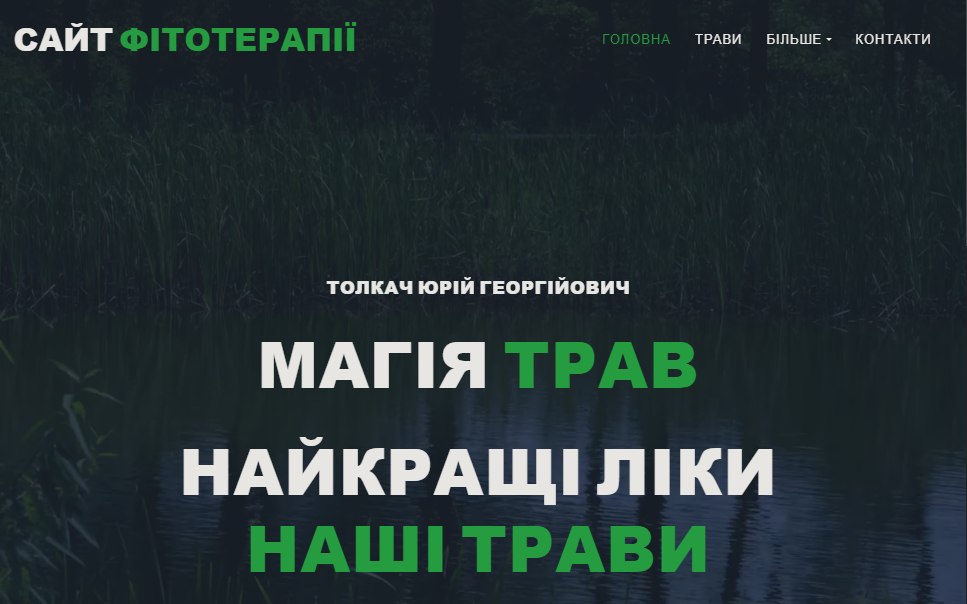 САЙТ ФІТОТЕРАПІЇ
ГОЛОВНА ТРАВИ БІЛЬШЕ КОНТАКТИ
ТОЛКАЧ ЮРІЙ ГЕОРГІЙОВИЧ
МАГІЯ ТРАВ
НАЙКРАЩІ ЛІКИ
НАШІ ТРАВИ